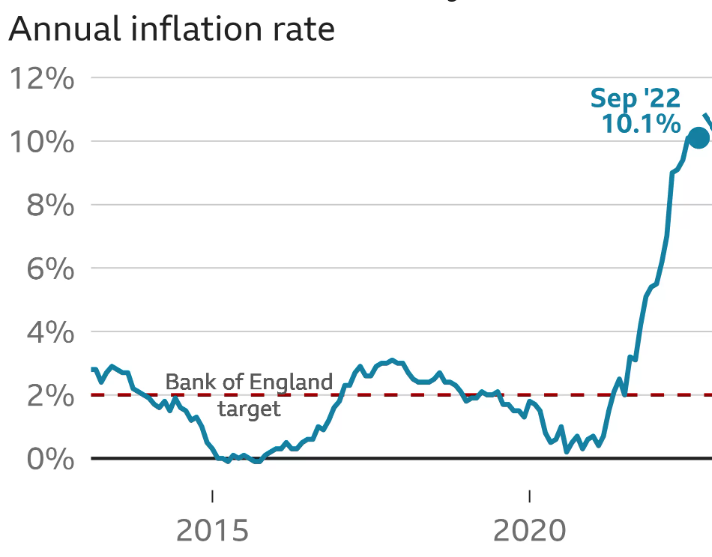 Annual inflation rate
12%
Sep '22
10.1%
10%
8%
6%
4%
Bank of England
2%
target
0%
2015
2020